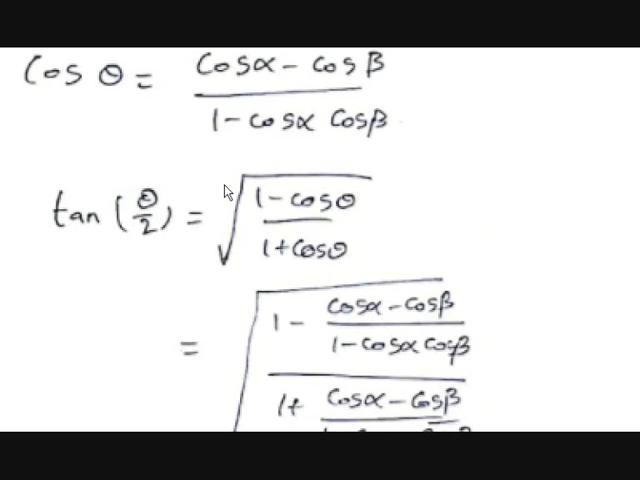 cos θ = (cosα - cosβ) / (1 - cosα cosβ)
tan (θ/2) = √((1 - cosθ) / (1 + cosθ))
= √((1 - (cosα - cosβ) / (1 - cosα cosβ)) / (1 + (cosα - cosβ) /